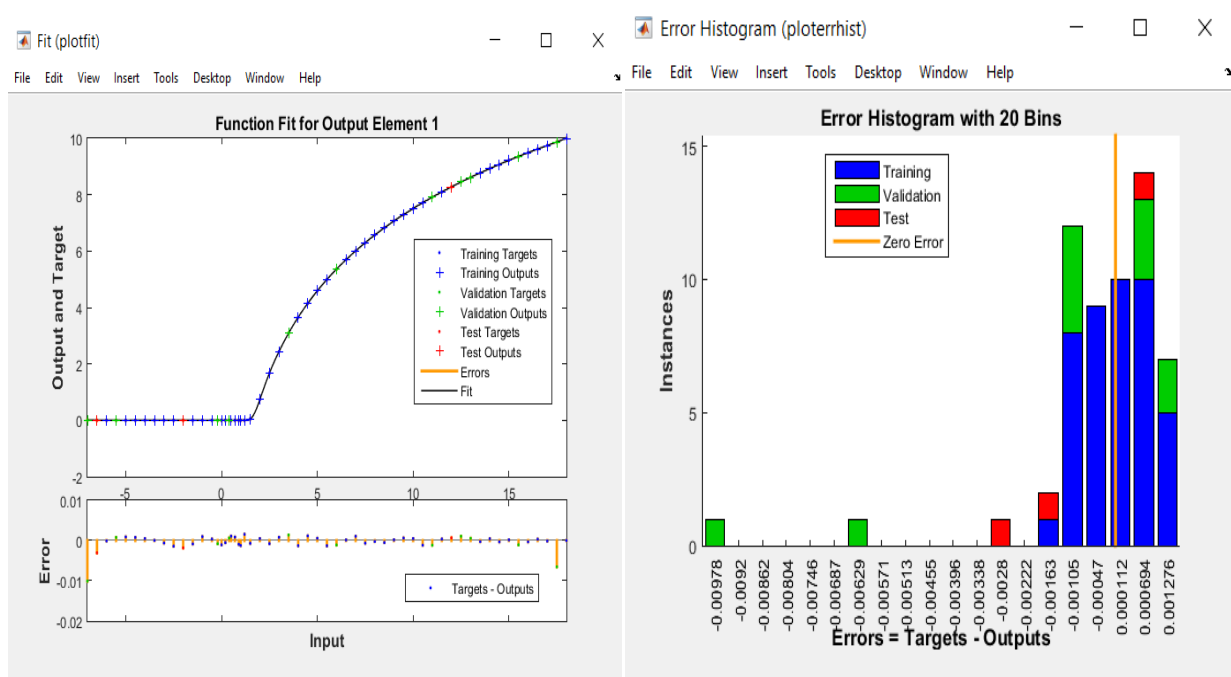 Fit (plotfit)
File Edit View Insert Tools Desktop Window Help
Function Fit for Output Element 1
Output and Target
10
8
6
4
2
0
-2
-5 0 5 10 15
Training Targets
Training Outputs
Validation Targets
Validation Outputs
Test Targets
Test Outputs
Errors
Fit
Error
0.01
0
-0.01
-0.02
Targets - Outputs
Input
Error Histogram (ploterrhist)
File Edit View Insert Tools Desktop Window Help
Error Histogram with 20 Bins
Instances
15
10
5
0
Training
Validation
Test
Zero Error
-0.00978
-0.0092
-0.00862
-0.00804
-0.00746
-0.00687
-0.00629
-0.00571
-0.00513
-0.00455
-0.00396
-0.00338
-0.0028
-0.00222
-0.00163
-0.00105
-0.00047
0.000112
0.000694
0.001276
Errors = Targets - Outputs